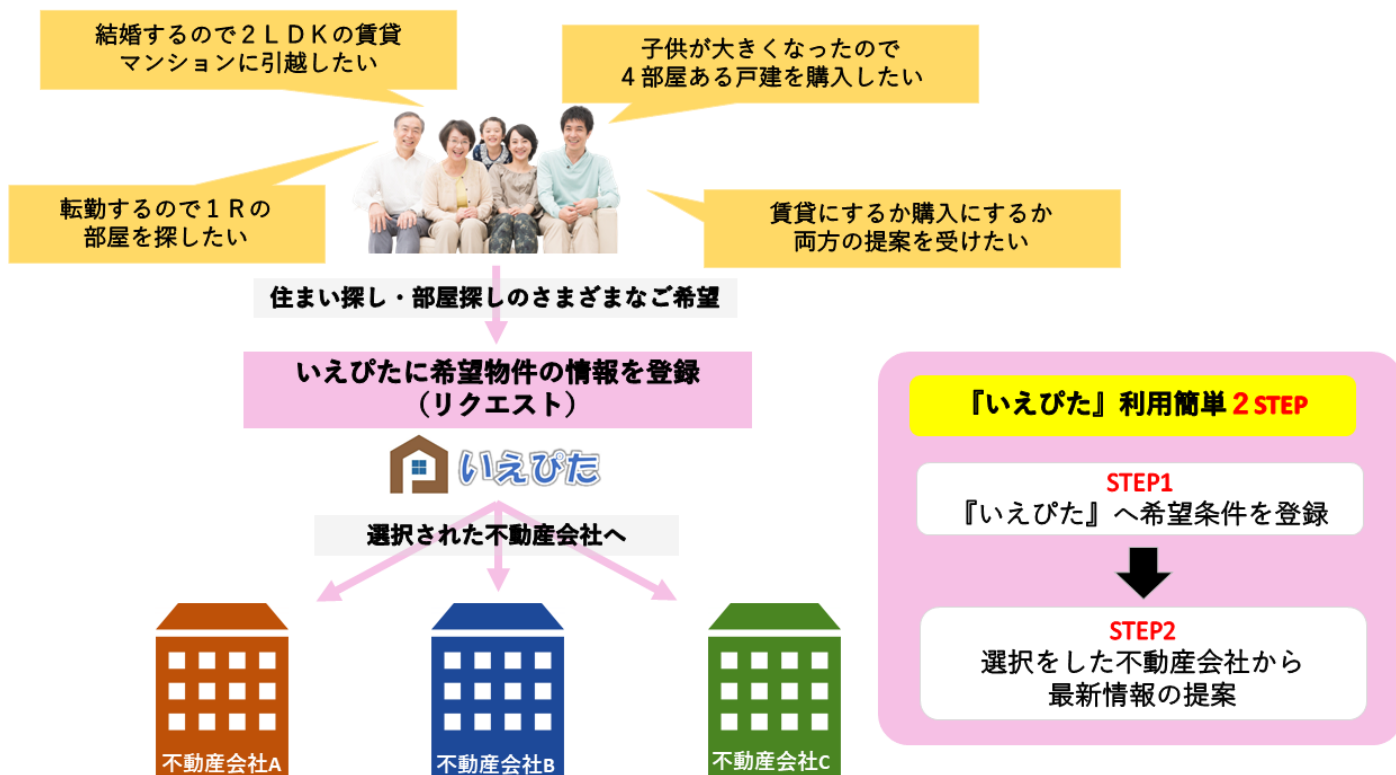 結婚するので２ＬＤＫの賃貸
マンションに引越したい
子供が大きくなったので
４部屋ある戸建を購入したい
転勤するので１Ｒの
部屋を探したい
賃貸にするか購入にするか
両方の提案を受けたい
住まい探し・部屋探しのさまざまなご希望
いえぴたに希望物件の情報を登録
（リクエスト）
いえぴた
選択された不動産会社へ
不動産会社A
不動産会社B
不動産会社C
『いえぴた』利用簡単２STEP
STEP1
『いえぴた』へ希望条件を登録
STEP2
選択をした不動産会社から
最新情報の提案